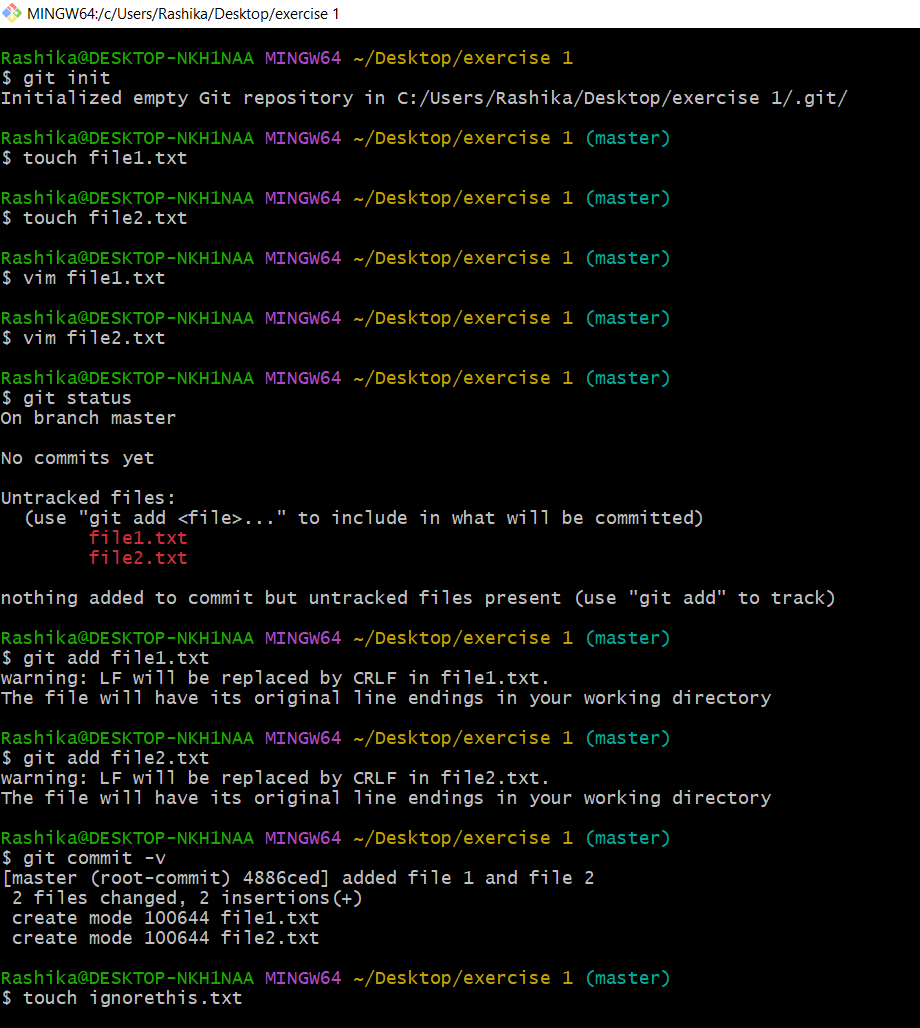 MINGW64:/c/Users/Rashika/Desktop/exercise 1
Rashika@DESKTOP-NKH1NAA MINGW64 ~/Desktop/exercise 1
$ git init
Initialized empty Git repository in C:/Users/Rashika/Desktop/exercise 1/.git/
Rashika@DESKTOP-NKH1NAA MINGW64 ~/Desktop/exercise 1 (master)
$ touch file1.txt
Rashika@DESKTOP-NKH1NAA MINGW64 ~/Desktop/exercise 1 (master)
$ touch file2.txt
Rashika@DESKTOP-NKH1NAA MINGW64 ~/Desktop/exercise 1 (master)
$ vim file1.txt
Rashika@DESKTOP-NKH1NAA MINGW64 ~/Desktop/exercise 1 (master)
$ vim file2.txt
Rashika@DESKTOP-NKH1NAA MINGW64 ~/Desktop/exercise 1 (master)
$ git status
On branch master
No commits yet
Untracked files:
(use "git add <file>..." to include in what will be committed)
file1.txt
file2.txt
nothing added to commit but untracked files present (use "git add" to track)
Rashika@DESKTOP-NKH1NAA MINGW64 ~/Desktop/exercise 1 (master)
$ git add file1.txt
warning: LF will be replaced by CRLF in file1.txt.
The file will have its original line endings in your working directory
Rashika@DESKTOP-NKH1NAA MINGW64 ~/Desktop/exercise 1 (master)
$ git add file2.txt
warning: LF will be replaced by CRLF in file2.txt.
The file will have its original line endings in your working directory
Rashika@DESKTOP-NKH1NAA MINGW64 ~/Desktop/exercise 1 (master)
$ git commit -v
[master (root-commit) 4886ced] added file 1 and file 2
2 files changed, 2 insertions(+)
create mode 100644 file1.txt
create mode 100644 file2.txt
Rashika@DESKTOP-NKH1NAA MINGW64 ~/Desktop/exercise 1 (master)
$ touch ignorethis.txt